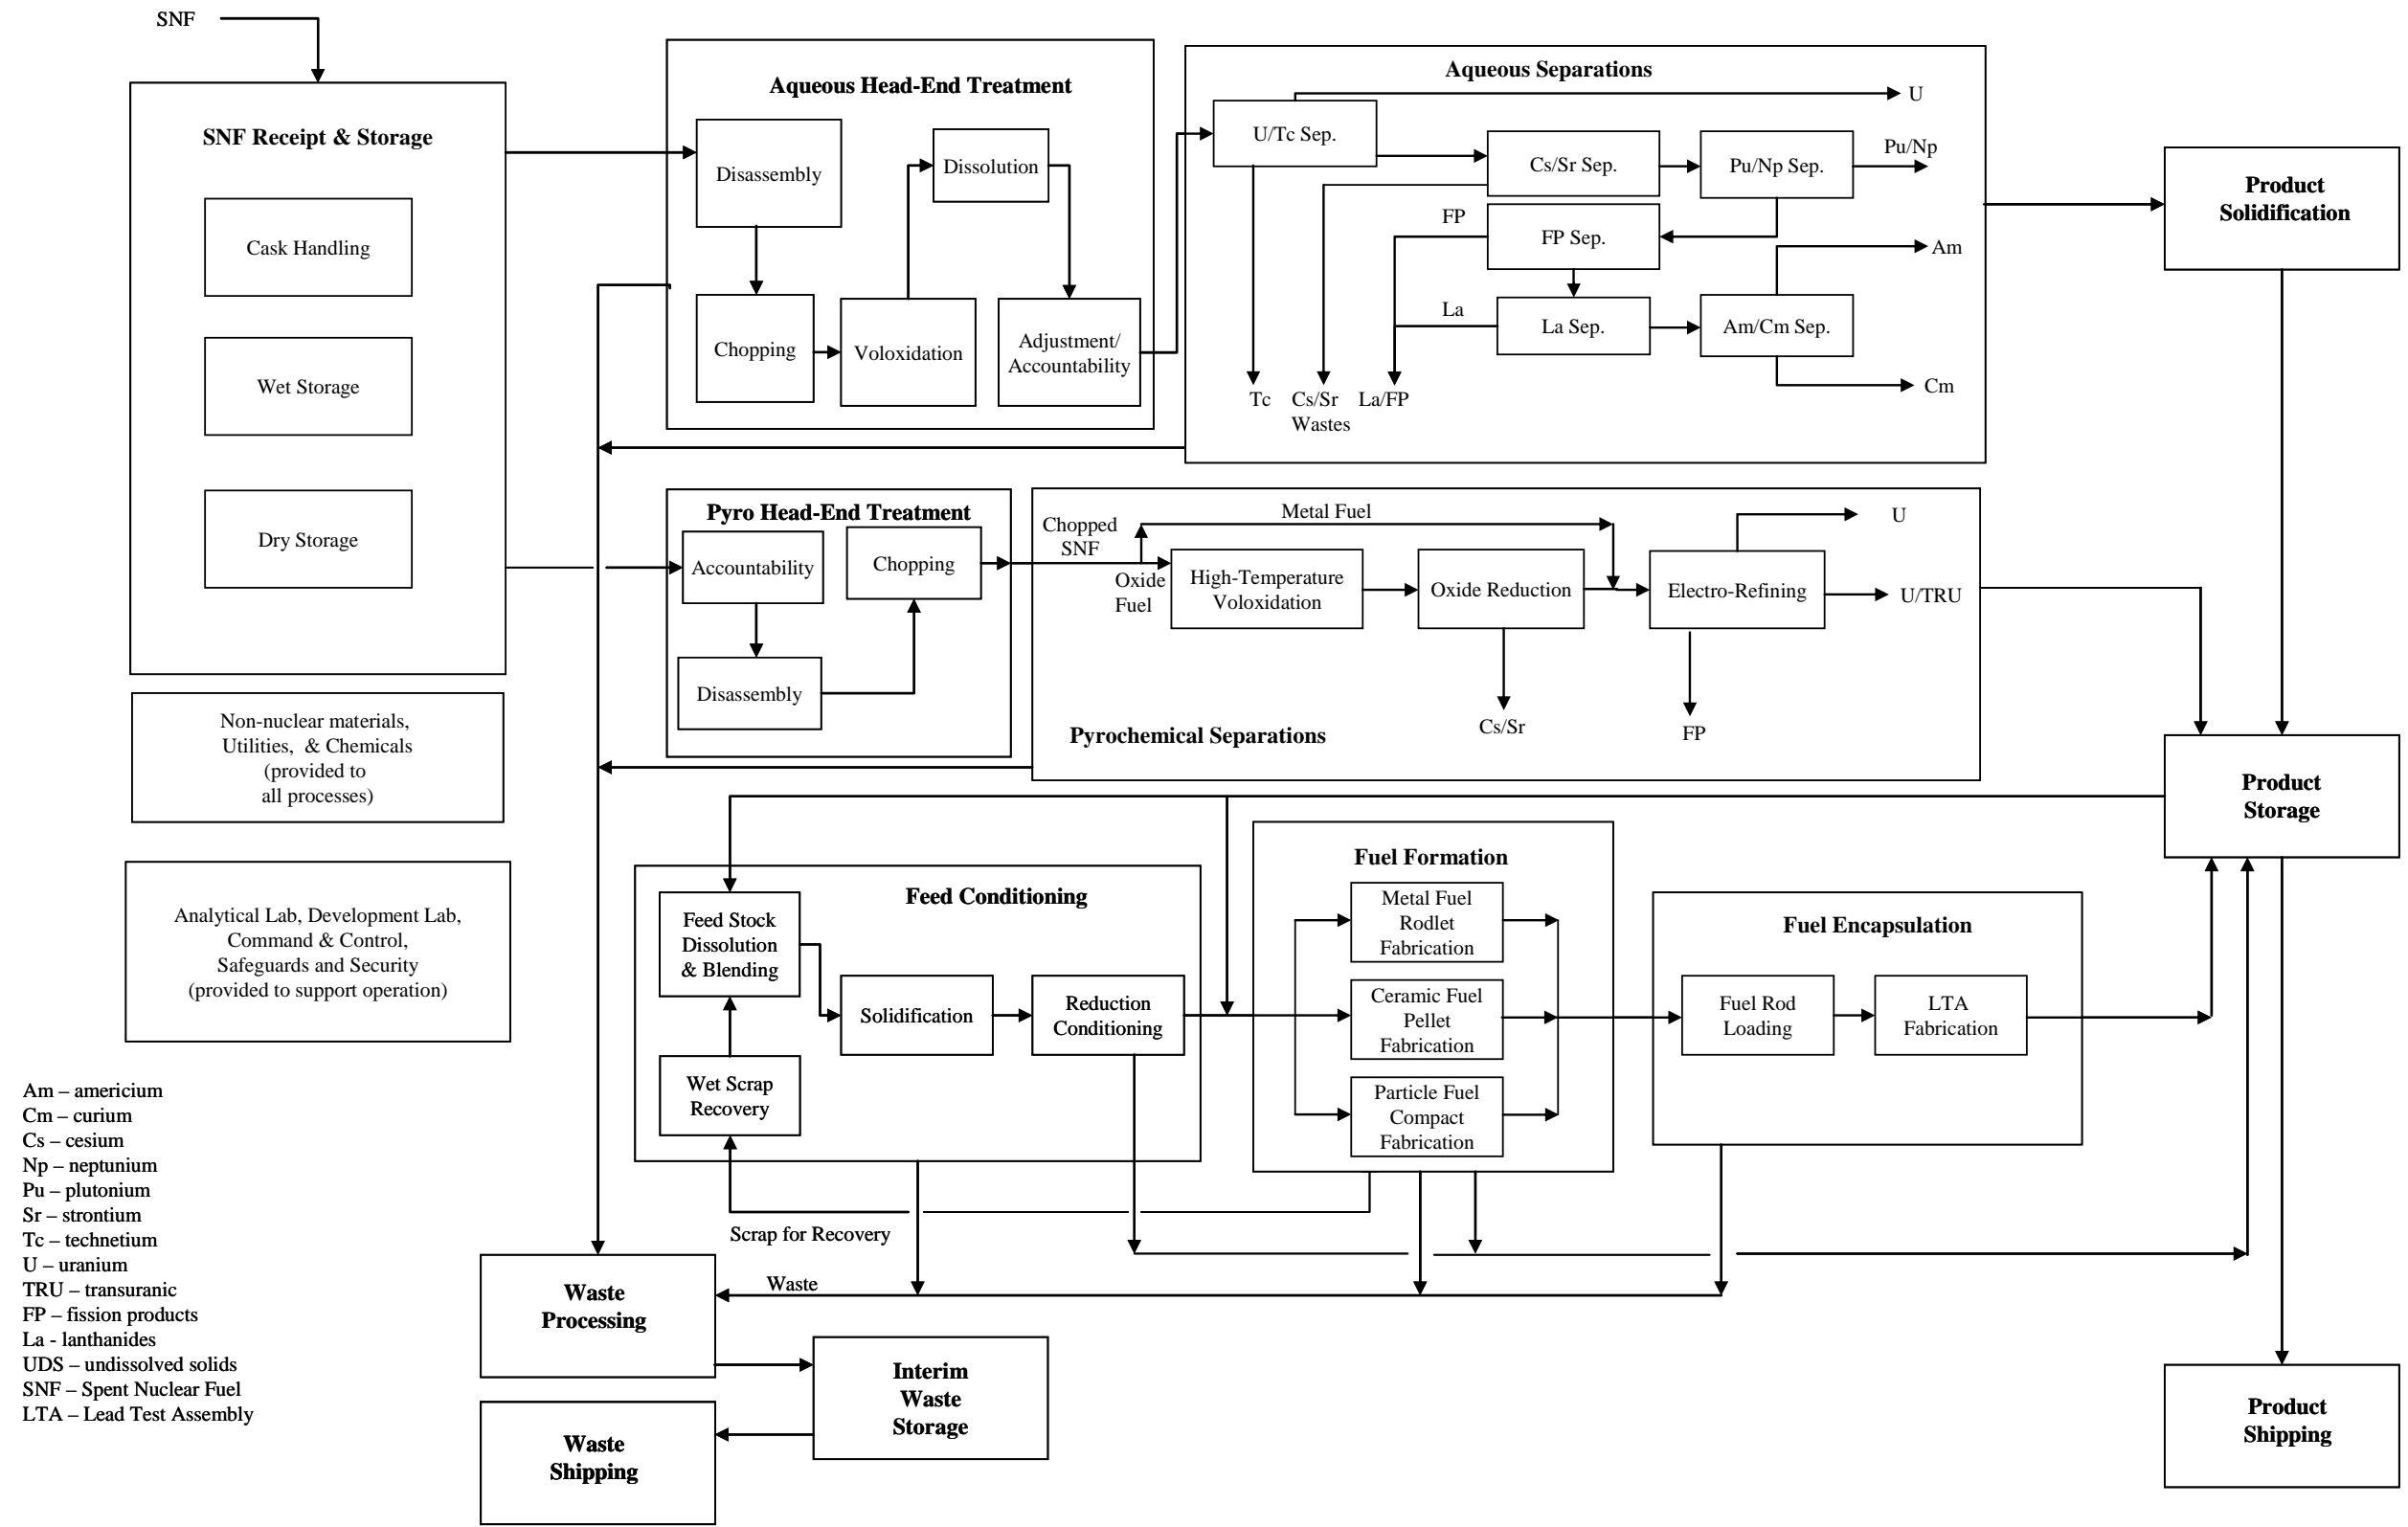 SNF
SNF Receipt & Storage
Cask Handling
Wet Storage
Dry Storage
Non-nuclear materials,
Utilities, & Chemicals
(provided to
all processes)
Analytical Lab, Development Lab,
Command & Control,
Safeguards and Security
(provided to support operation)
Am – americium
Cm – curium
Cs – cesium
Np – neptunium
Pu – plutonium
Sr – strontium
Tc – technetium
U – uranium
TRU – transuranic
FP – fission products
La - lanthanides
UDS – undissolved solids
SNF – Spent Nuclear Fuel
LTA – Lead Test Assembly
Aqueous Head-End Treatment
Disassembly
Chopping
Voloxidation
Dissolution
Adjustment/
Accountability
Aqueous Separations
U/Tc Sep.
U
Cs/Sr Sep.
Pu/Np Sep.
Pu/Np
FP
FP Sep.
Am
La
La Sep.
Am/Cm Sep.
Cm
Tc
Cs/Sr
Wastes
La/FP
Product
Solidification
Pyro Head-End Treatment
Accountability
Chopping
Disassembly
Chopped
SNF
Metal Fuel
Oxide
Fuel
High-Temperature
Voloxidation
Oxide Reduction
Electro-Refining
U
U/TRU
Cs/Sr
FP
Pyrochemical Separations
Product
Storage
Feed Conditioning
Feed Stock
Dissolution
& Blending
Solidification
Reduction
Conditioning
Wet Scrap
Recovery
Scrap for Recovery
Fuel Formation
Metal Fuel
Rodlet
Fabrication
Ceramic Fuel
Pellet
Fabrication
Particle Fuel
Compact
Fabrication
Fuel Encapsulation
Fuel Rod
Loading
LTA
Fabrication
Waste
Waste
Processing
Interim
Waste
Storage
Waste
Shipping
Product
Shipping